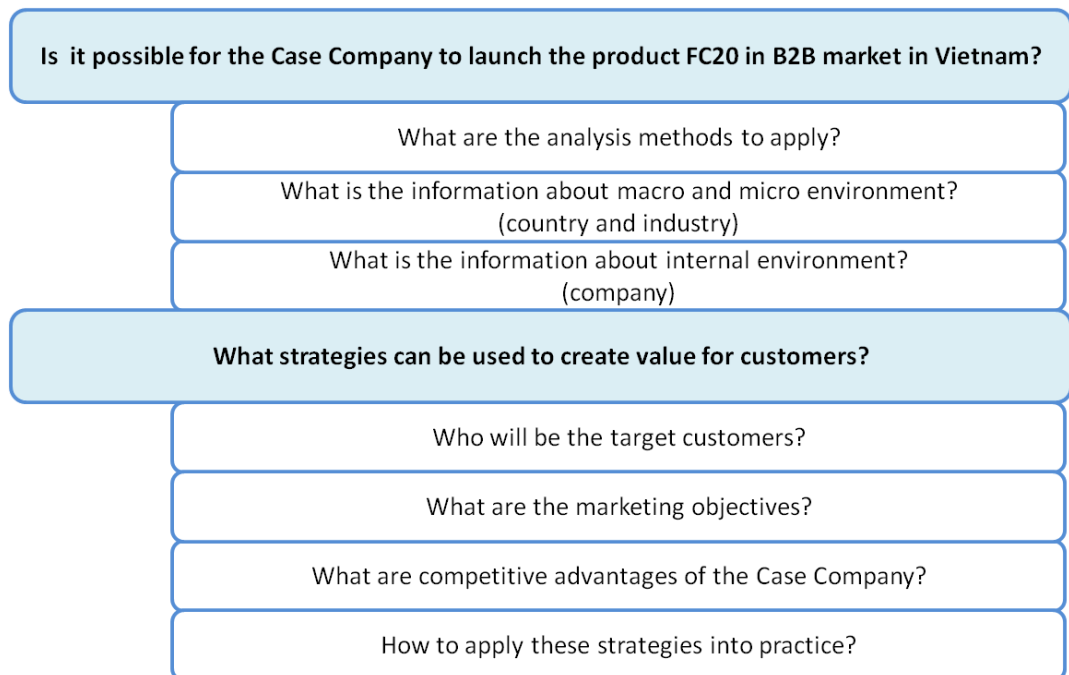 Is it possible for the Case Company to launch the product FC20 in B2B market in Vietnam?
What are the analysis methods to apply?
What is the information about macro and micro environment?
(country and industry)
What is the information about internal environment?
(company)
What strategies can be used to create value for customers?
Who will be the target customers?
What are the marketing objectives?
What are competitive advantages of the Case Company?
How to apply these strategies into practice?